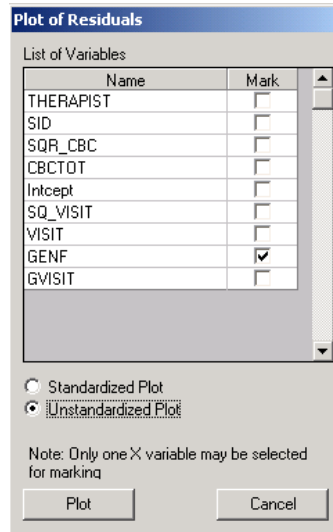 Plot of Residuals
List of Variables
Name Mark
THERAPIST
SID
SQR_CBC
CBCTOT
Intcept
SQ_VISIT
VISIT
GENF
GVISIT
Standardized Plot
Unstandardized Plot
Note: Only one X variable may be selected
for marking
Plot Cancel